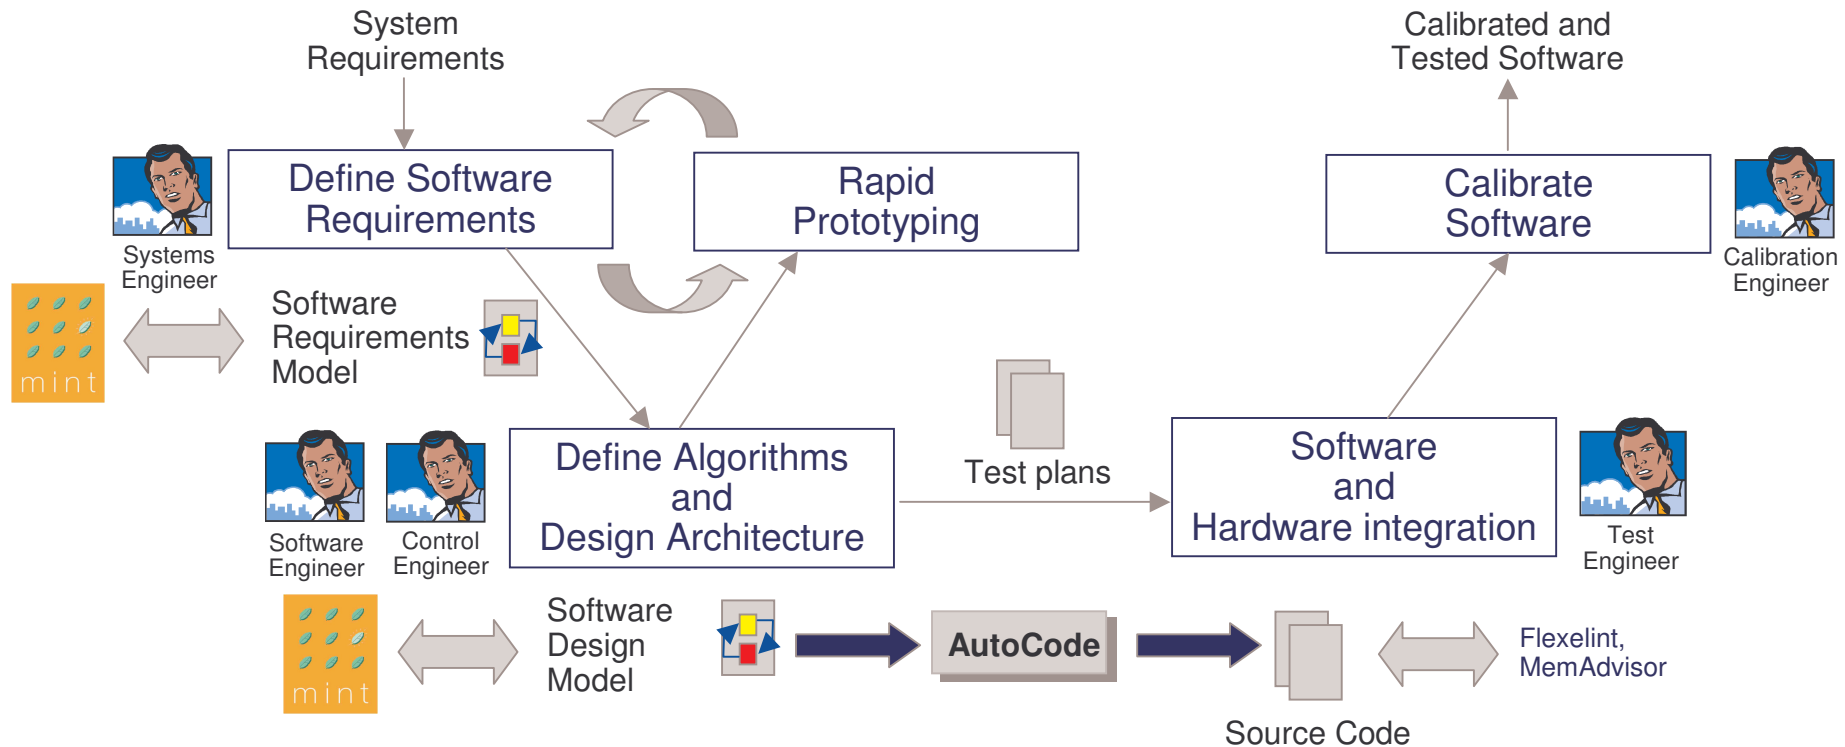 System
Requirements
Calibrated and
Tested Software
Define Software
Requirements
Rapid
Prototyping
Calibrate
Software
Systems
Engineer
Calibration
Engineer
mint
Software
Requirements
Model
Test plans
Define Algorithms
and
Design Architecture
Software
and
Hardware integration
Software
Engineer
Control
Engineer
Test
Engineer
mint
Software
Design
Model
AutoCode
Flexelint,
MemAdvisor
Source Code